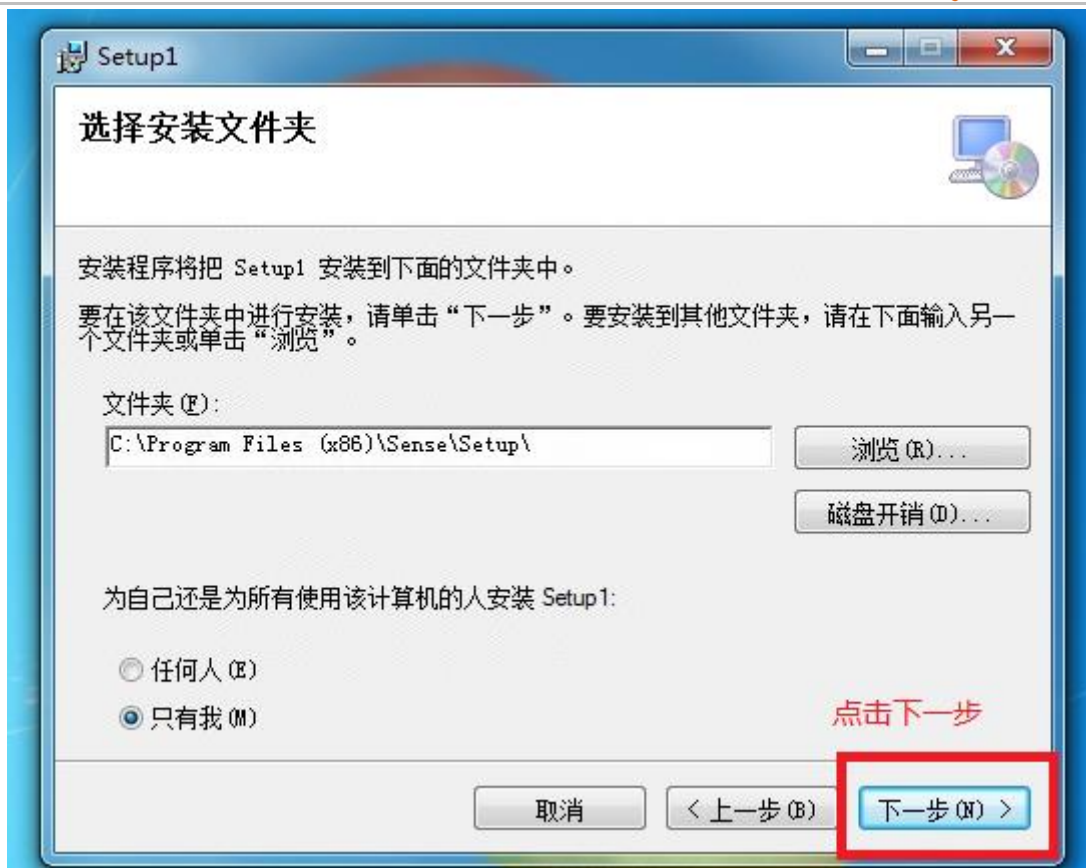 Setup1
选择安装文件夹
安装程序将把 Setup1 安装到下面的文件夹中。
要在该文件夹中进行安装，请单击“下一步”。要安装到其他文件夹，请在下面输入另一
个文件夹或单击“浏览”。
文件夹(F):
C:\Program Files (x86)\Sense\Setup\
浏览(R)...
磁盘开销(D)...
为自己还是为所有使用该计算机的人安装 Setup1:
任何人(E)
只有我(M)
点击下一步
取消
< 上一步(B)
下一步(N) >